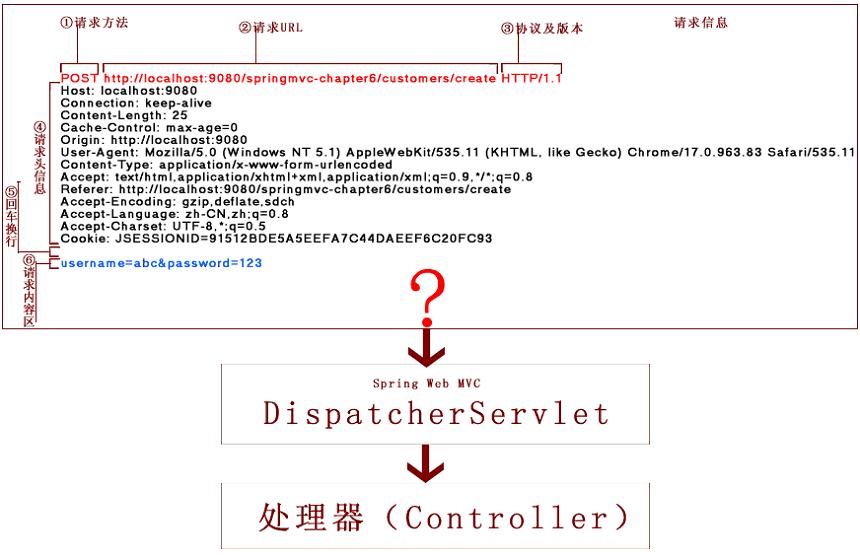 ①请求方法
②请求URL
③协议及版本
请求信息
POST http://localhost:9080/springmvc-chapter6/customers/create HTTP/1.1
Host: localhost:9080
Connection: keep-alive
Content-Length: 25
Cache-Control: max-age=0
Origin: http://localhost:9080
User-Agent: Mozilla/5.0 (Windows NT 5.1) AppleWebKit/535.11 (KHTML, like Gecko) Chrome/17.0.963.83 Safari/535.11
Content-Type: application/x-www-form-urlencoded
Accept: text/html,application/xhtml+xml,application/xml;q=0.9,*/*;q=0.8
Referer: http://localhost:9080/springmvc-chapter6/customers/create
Accept-Encoding: gzip,deflate,sdch
Accept-Language: zh-CN,zh;q=0.8
Accept-Charset: UTF-8,*;q=0.5
Cookie: JSESSIONID=91512BDE5A5EEFA7C44DAEEF6C20FC93
④请求头信息
⑤回车换行
username=abc&password=123
⑥请求内容区
?
Spring Web MVC
DispatcherServlet
处理器（Controller）